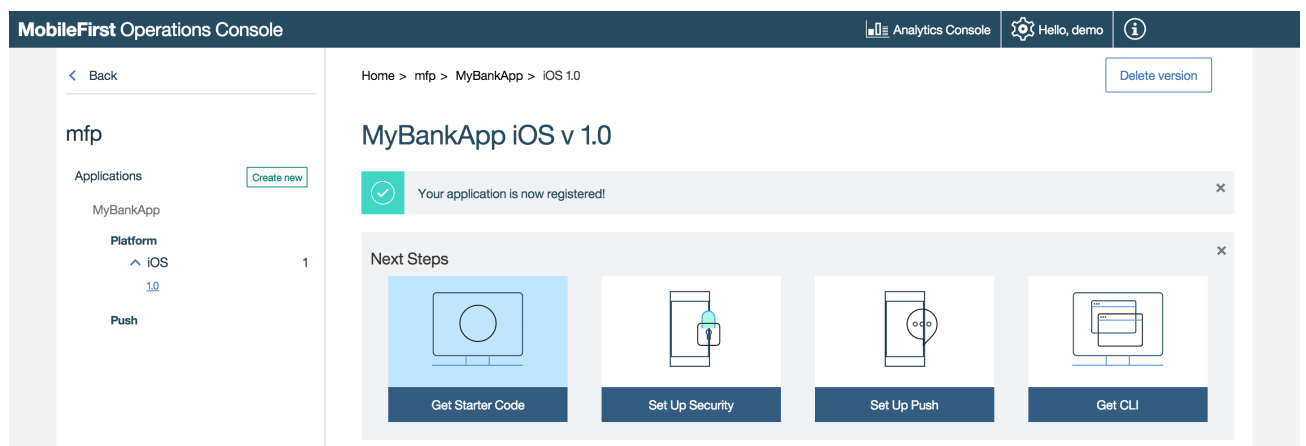 MobileFirst Operations Console
Analytics Console
Hello, demo
Back
Home > mfp > MyBankApp > iOS 1.0
Delete version
mfp
MyBankApp iOS v 1.0
Applications
Create new
Your application is now registered!
MyBankApp
Platform
iOS 1
1.0
Push
Next Steps
Get Starter Code
Set Up Security
Set Up Push
Get CLI